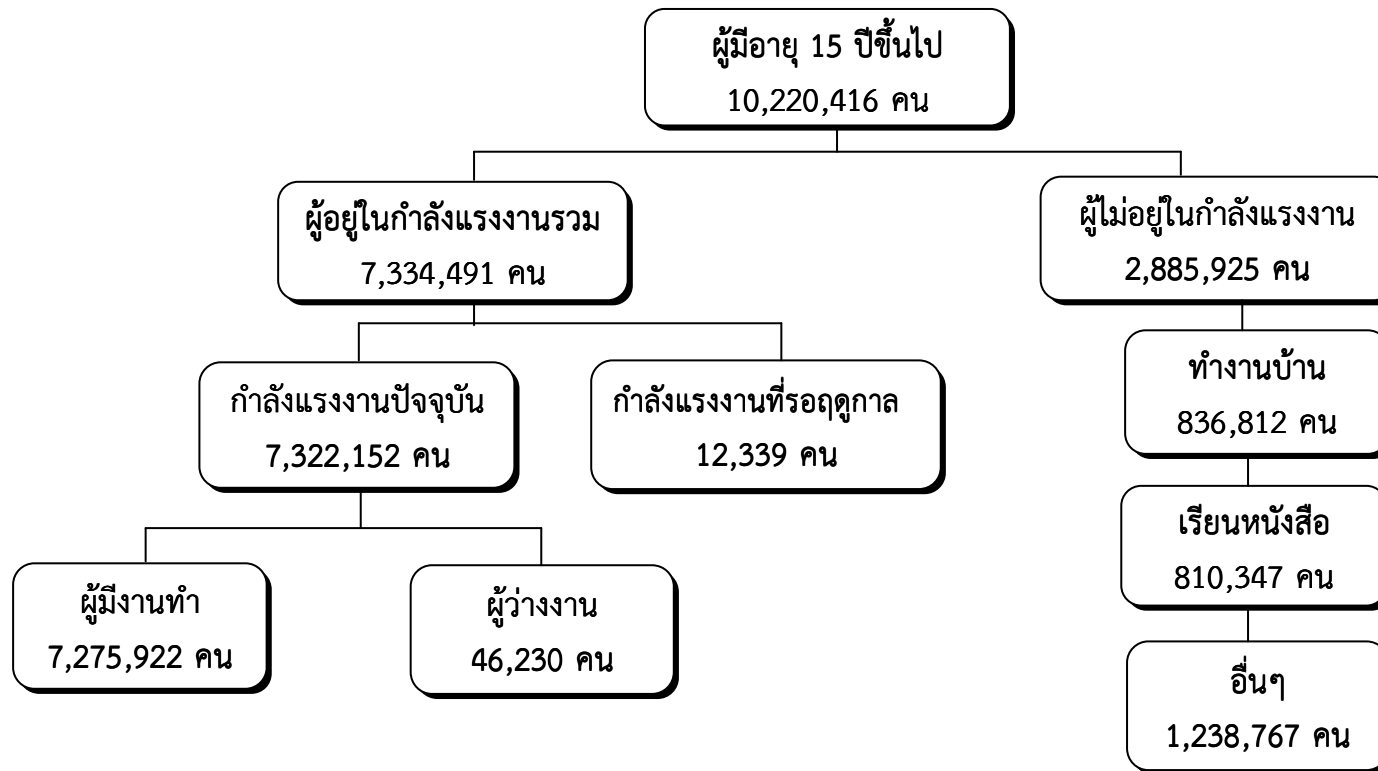 ผู้มีอายุ 15 ปีขึ้นไป
10,220,416 คน
ผู้อยู่ในกำลังแรงงานรวม
7,334,491 คน
ผู้ไม่อยู่ในกำลังแรงงาน
2,885,925 คน
กำลังแรงงานปัจจุบัน
7,322,152 คน
กำลังแรงงานที่รอฤดูกาล
12,339 คน
ทำงานบ้าน
836,812 คน
เรียนหนังสือ
810,347 คน
ผู้มีงานทำ
7,275,922 คน
ผู้ว่างงาน
46,230 คน
อื่นๆ
1,238,767 คน